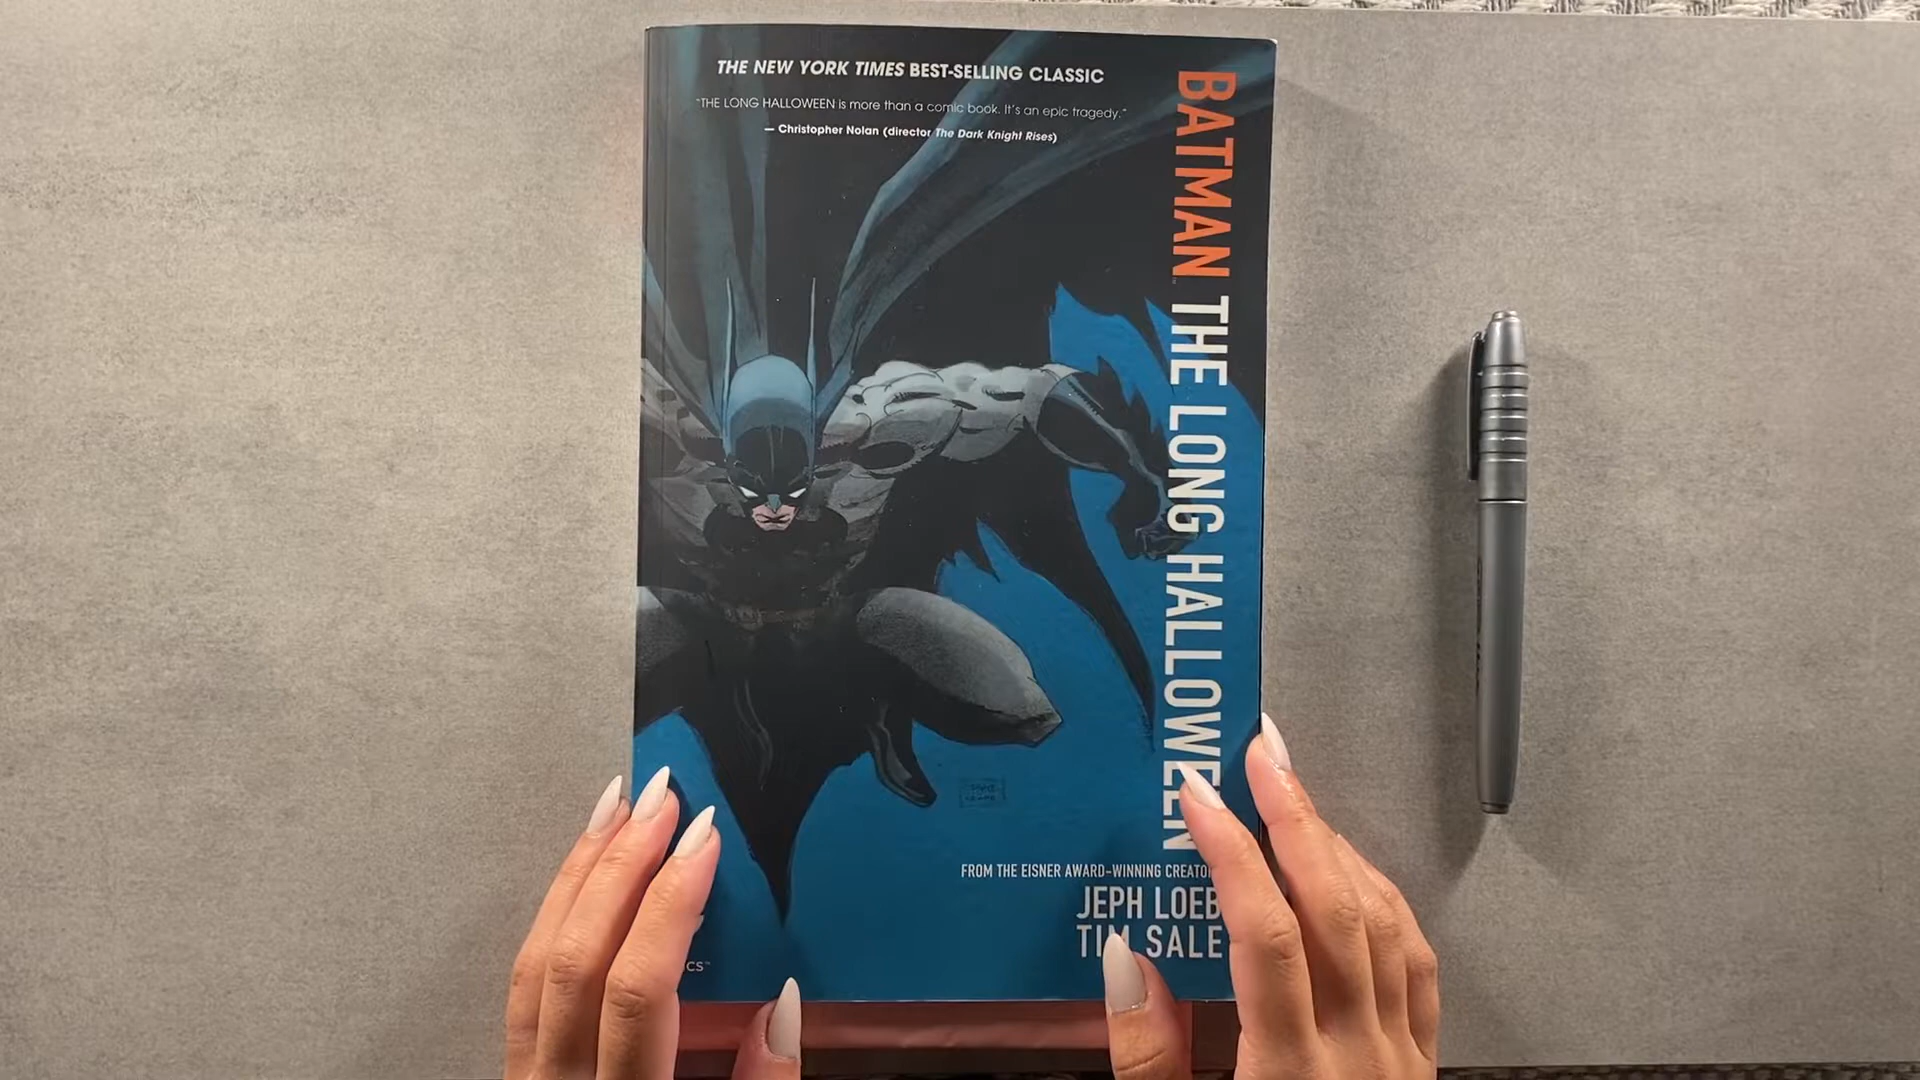 THE NEW YORK TIMES BEST-SELLING CLASSIC
"THE LONG HALLOWEEN is more than a comic book. It's an epic tragedy."
— Christopher Nolan (director The Dark Knight Rises)
BATMAN THE LONG HALLOWEEN
FROM THE EISNER AWARD-WINNING
JEPH LOEB
TIM SALE